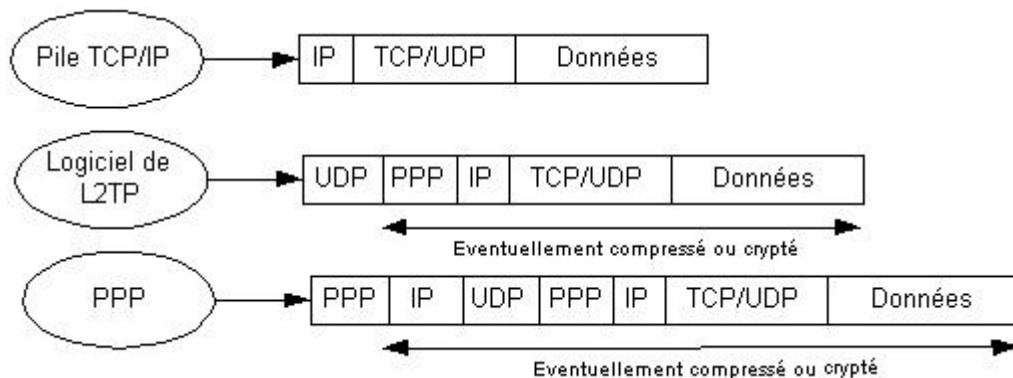 Pile TCP/IP
IP TCP/UDP Données
Logiciel de
L2TP
UDP PPP IP TCP/UDP Données
Eventuellement compressé ou crypté
PPP
PPP IP UDP PPP IP TCP/UDP Données
Eventuellement compressé ou crypté